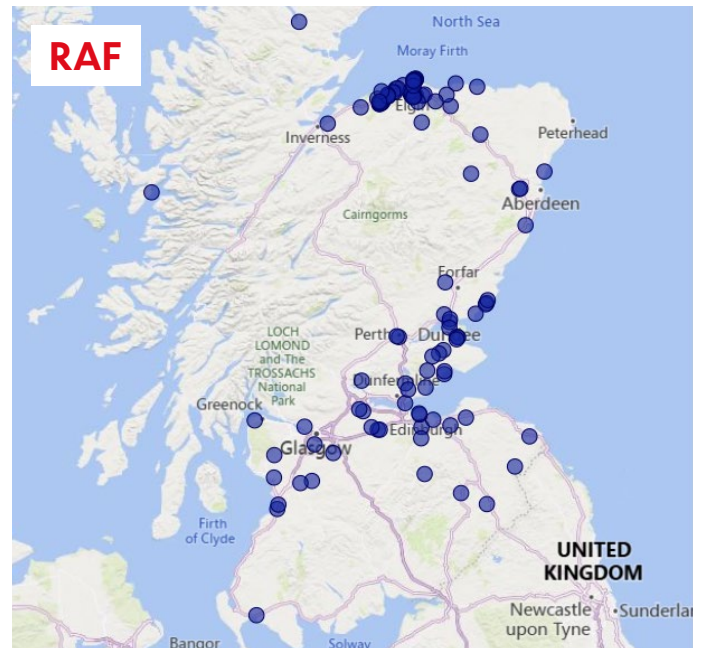 North Sea
RAF
Moray Firth
Elgin
Inverness
Peterhead
Aberdeen
Cairngorms
Forfar
Perth
Dundee
LOCH
LOMOND
and The
TROSSACHS
National
Park
Dunfermline
Greenock
Edinburgh
Glasgow
Firth
of Clyde
UNITED
KINGDOM
Newcastle
upon Tyne
Sunderlan
Bangor
Solway